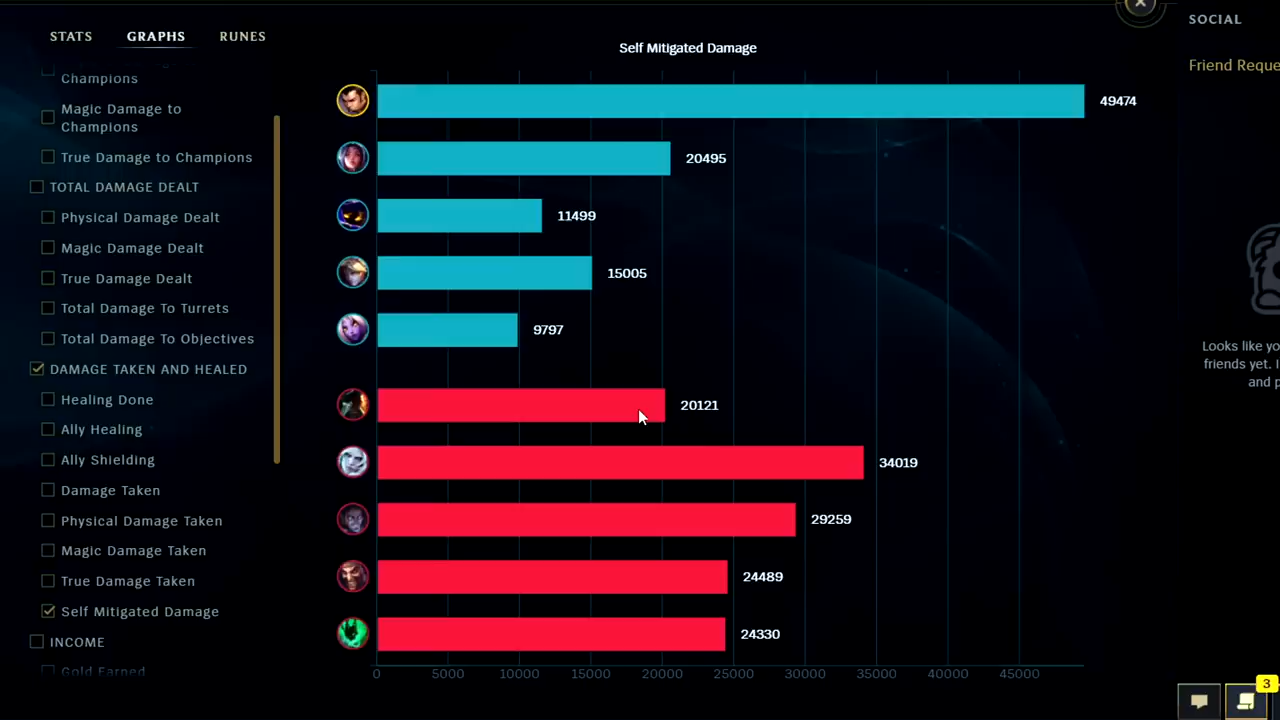 STATS GRAPHS RUNES
SOCIAL
Self Mitigated Damage
Friend
Champions
Magic Damage to
Champions
True Damage to Champions
TOTAL DAMAGE DEALT
Physical Damage Dealt
Magic Damage Dealt
True Damage Dealt
Total Damage To Turrets
Total Damage To Objectives
DAMAGE TAKEN AND HEALED
Healing Done
Ally Healing
Ally Shielding
Damage Taken
Physical Damage Taken
Magic Damage Taken
True Damage Taken
Self Mitigated Damage
INCOME
Gold Earned
49474
20495
11499
15005
9797
20121
34019
29259
24489
24330
0 5000 10000 15000 20000 25000 30000 35000 40000 45000
Looks like
friends yet.
and
3